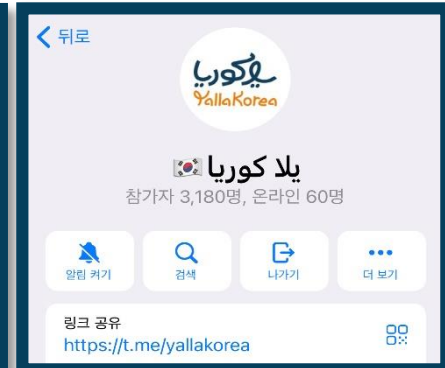 뒤로
يلا كوريا
YallaKorea
يلا كوريا 🇰🇷
참가자 3,180명, 온라인 60명
알림 켜기
검색
나가기
더 보기
링크 공유
https://t.me/yallakorea